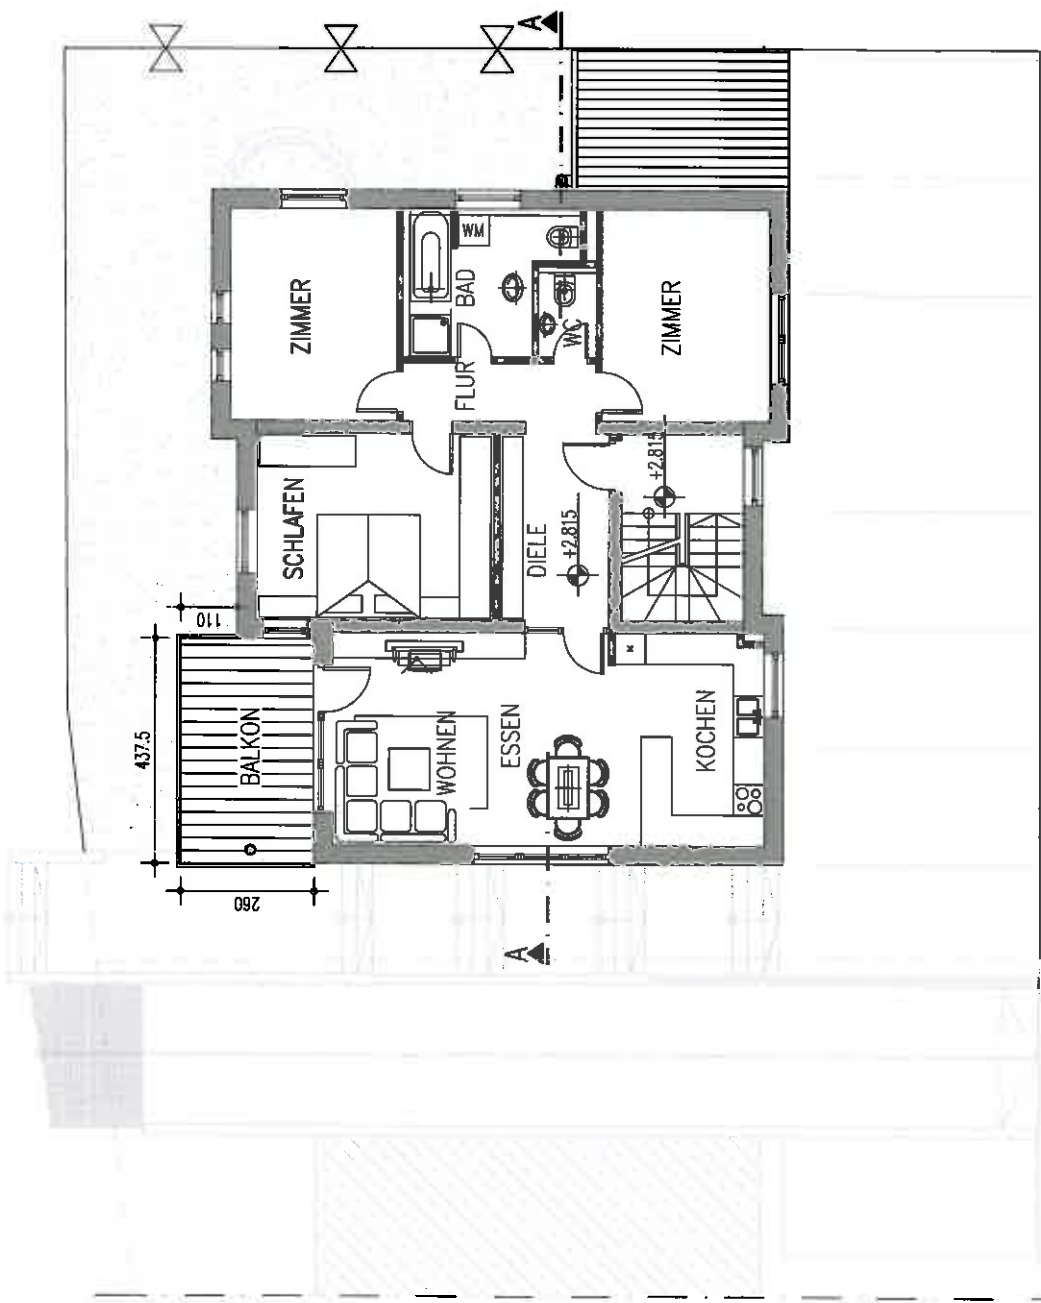 A
ZIMMER
WM
BAD
WC
ZIMMER
FLUR
SCHLAFEN
DIELE
+2.815
+2.815
110
437.5
BALKON
WOHNEN
ESSEN
KOCHEN
260
A